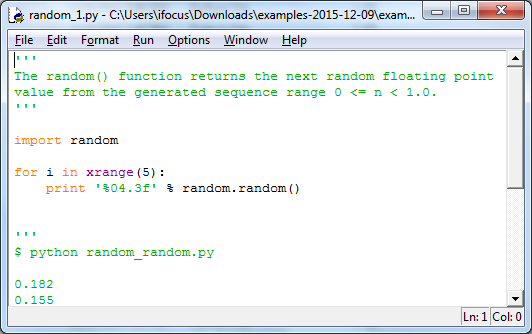 random_1.py - C:\Users\ifocus\Downloads\examples-2015-12-09\exam...
File Edit Format Run Options Window Help
'''
The random() function returns the next random floating point
value from the generated sequence range 0 <= n < 1.0.
'''
import random
for i in xrange(5):
    print '%04.3f' % random.random()
'''
$ python random_random.py
0.182
0.155
Ln: 1 Col: 0